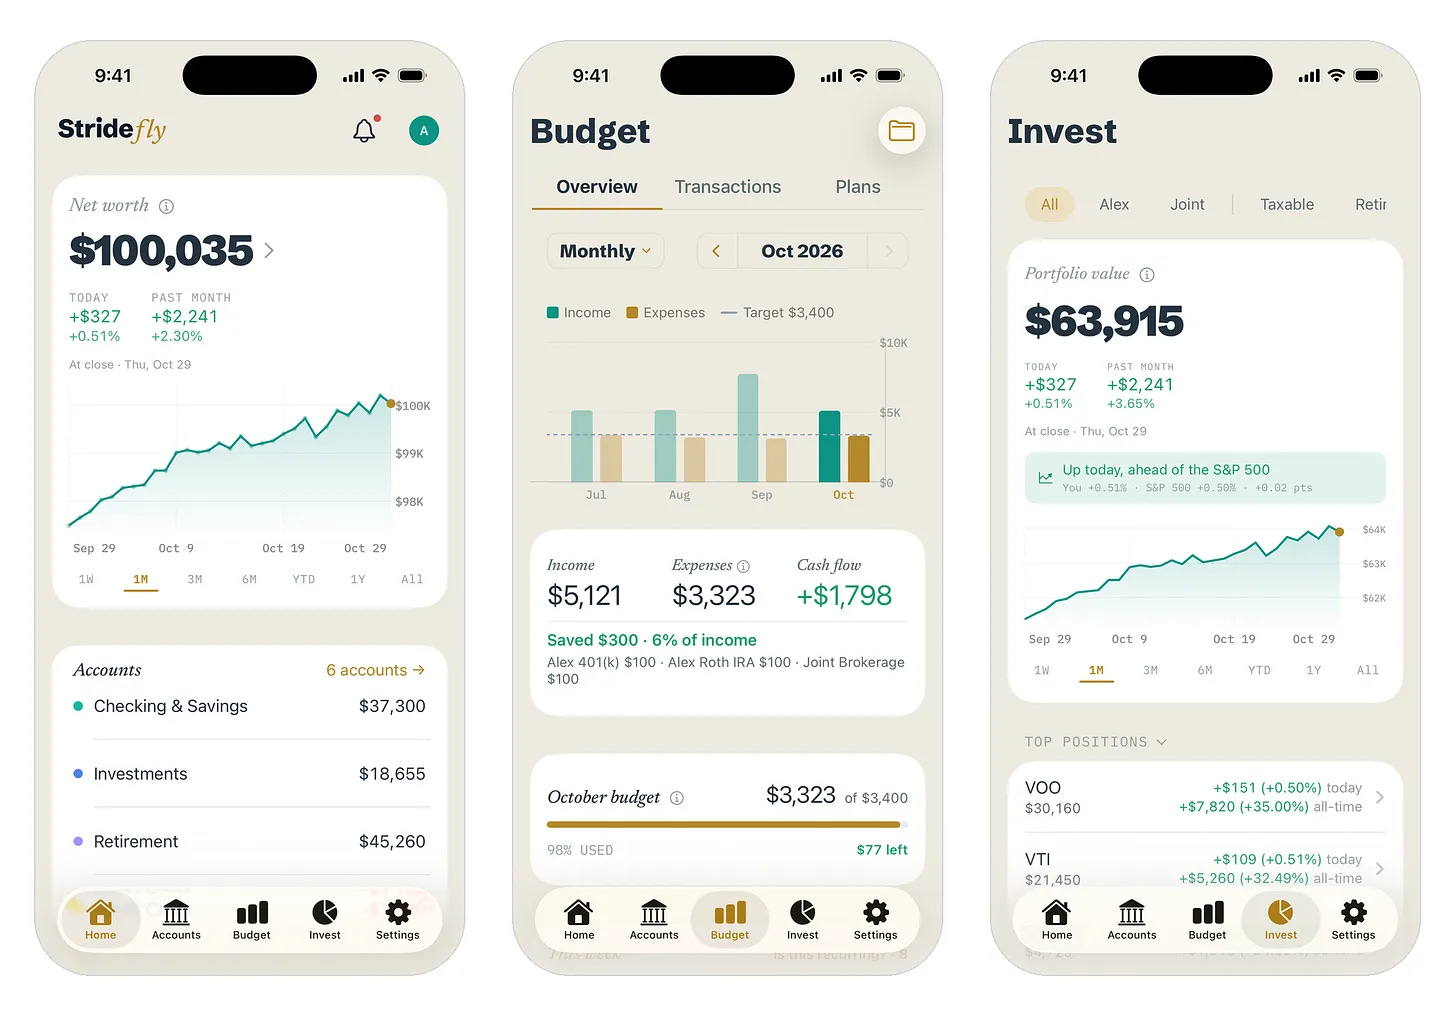 9:41
Stridefly
A
Net worth
$100,035
TODAY PAST MONTH
+$327 +$2,241
+0.51% +2.30%
At close · Thu, Oct 29
$100K
$99K
$98K
Sep 29 Oct 9 Oct 19 Oct 29
1W 1M 3M 6M YTD 1Y All
Accounts 6 accounts →
Checking & Savings $37,300
Investments $18,655
Retirement $45,260
Home Accounts Budget Invest Settings
9:41
Budget
Overview Transactions Plans
Monthly Oct 2026
Income Expenses Target $3,400
$10K
$5K
$0
Jul Aug Sep Oct
Income Expenses Cash flow
$5,121 $3,323 +$1,798
Saved $300 · 6% of income
Alex 401(k) $100 · Alex Roth IRA $100 · Joint Brokerage
$100
October budget $3,323 of $3,400
98% USED $77 left
Home Accounts Budget Invest Settings
This week Is this recurring? · 8
9:41
Invest
All Alex Joint Taxable Retir
Portfolio value
$63,915
TODAY PAST MONTH
+$327 +$2,241
+0.51% +3.65%
At close · Thu, Oct 29
Up today, ahead of the S&P 500
You +0.51% · S&P 500 +0.50% · +0.02 pts
$64K
$63K
$62K
Sep 29 Oct 9 Oct 19 Oct 29
1W 1M 3M 6M YTD 1Y All
TOP POSITIONS
VOO +$151 (+0.50%) today
$30,160 +$7,820 (+35.00%) all-time
VTI +$109 (+0.51%) today
$21,450 +$5,260 (+32.49%) all-time
Home Accounts Budget Invest Settings